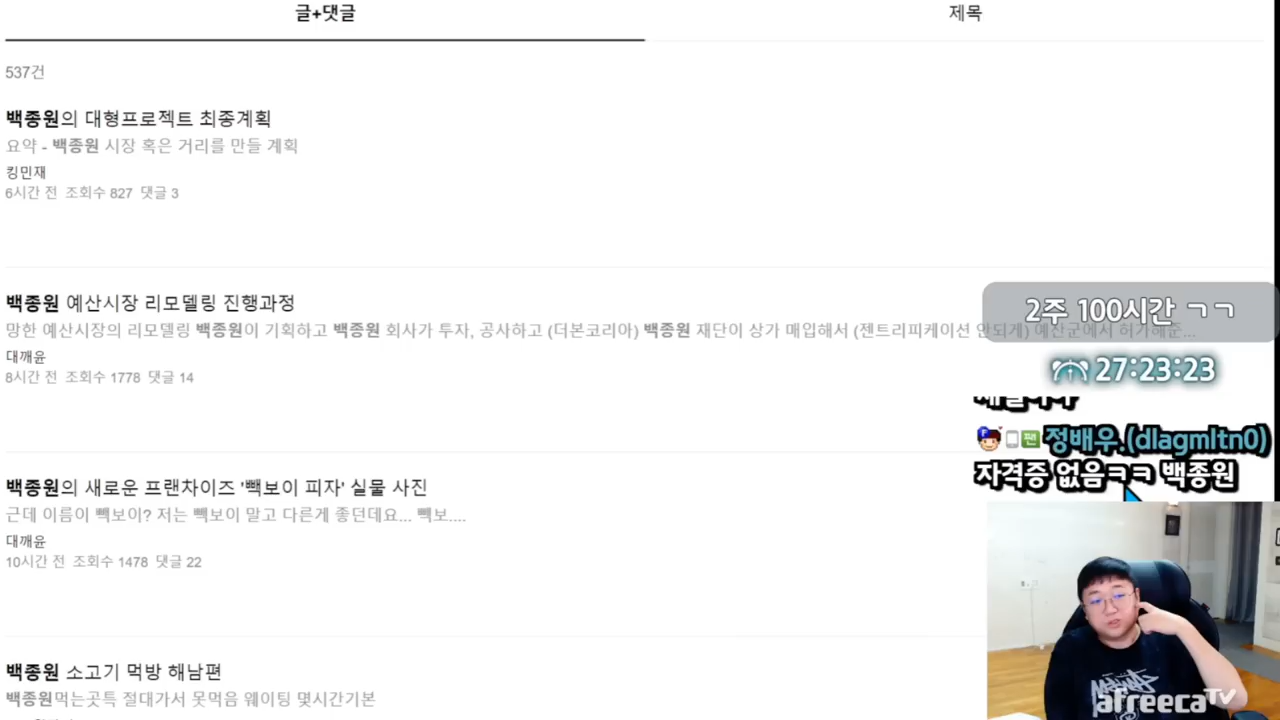 글+댓글
제목
537건
백종원의 대형프로젝트 최종계획
요약 - 백종원 시장 혹은 거리를 만들 계획
킹민재
6시간 전 조회수 827 댓글 3
백종원 예산시장 리모델링 진행과정
망한 예산시장의 리모델링 백종원이 기획하고 백종원 회사가 투자, 공사하고 (더본코리아) 백종원 재단이 상가 매입해서 (젠트리피케이션 안되게) 예산군에서 허가해준...
대깨윤
8시간 전 조회수 1778 댓글 14
백종원의 새로운 프랜차이즈 '빽보이 피자' 실물 사진
근데 이름이 빽보이? 저는 빽보이 말고 다른게 좋던데요... 빽보....
대깨윤
10시간 전 조회수 1478 댓글 22
백종원 소고기 먹방 해남편
백종원먹는곳특 절대가서 못먹음 웨이팅 몇시간기본
2주 100시간 ㄱㄱ
27:23:23
정배우.(dlagmltn0)
자격증 없음ㅋㅋ 백종원
afreecaTV